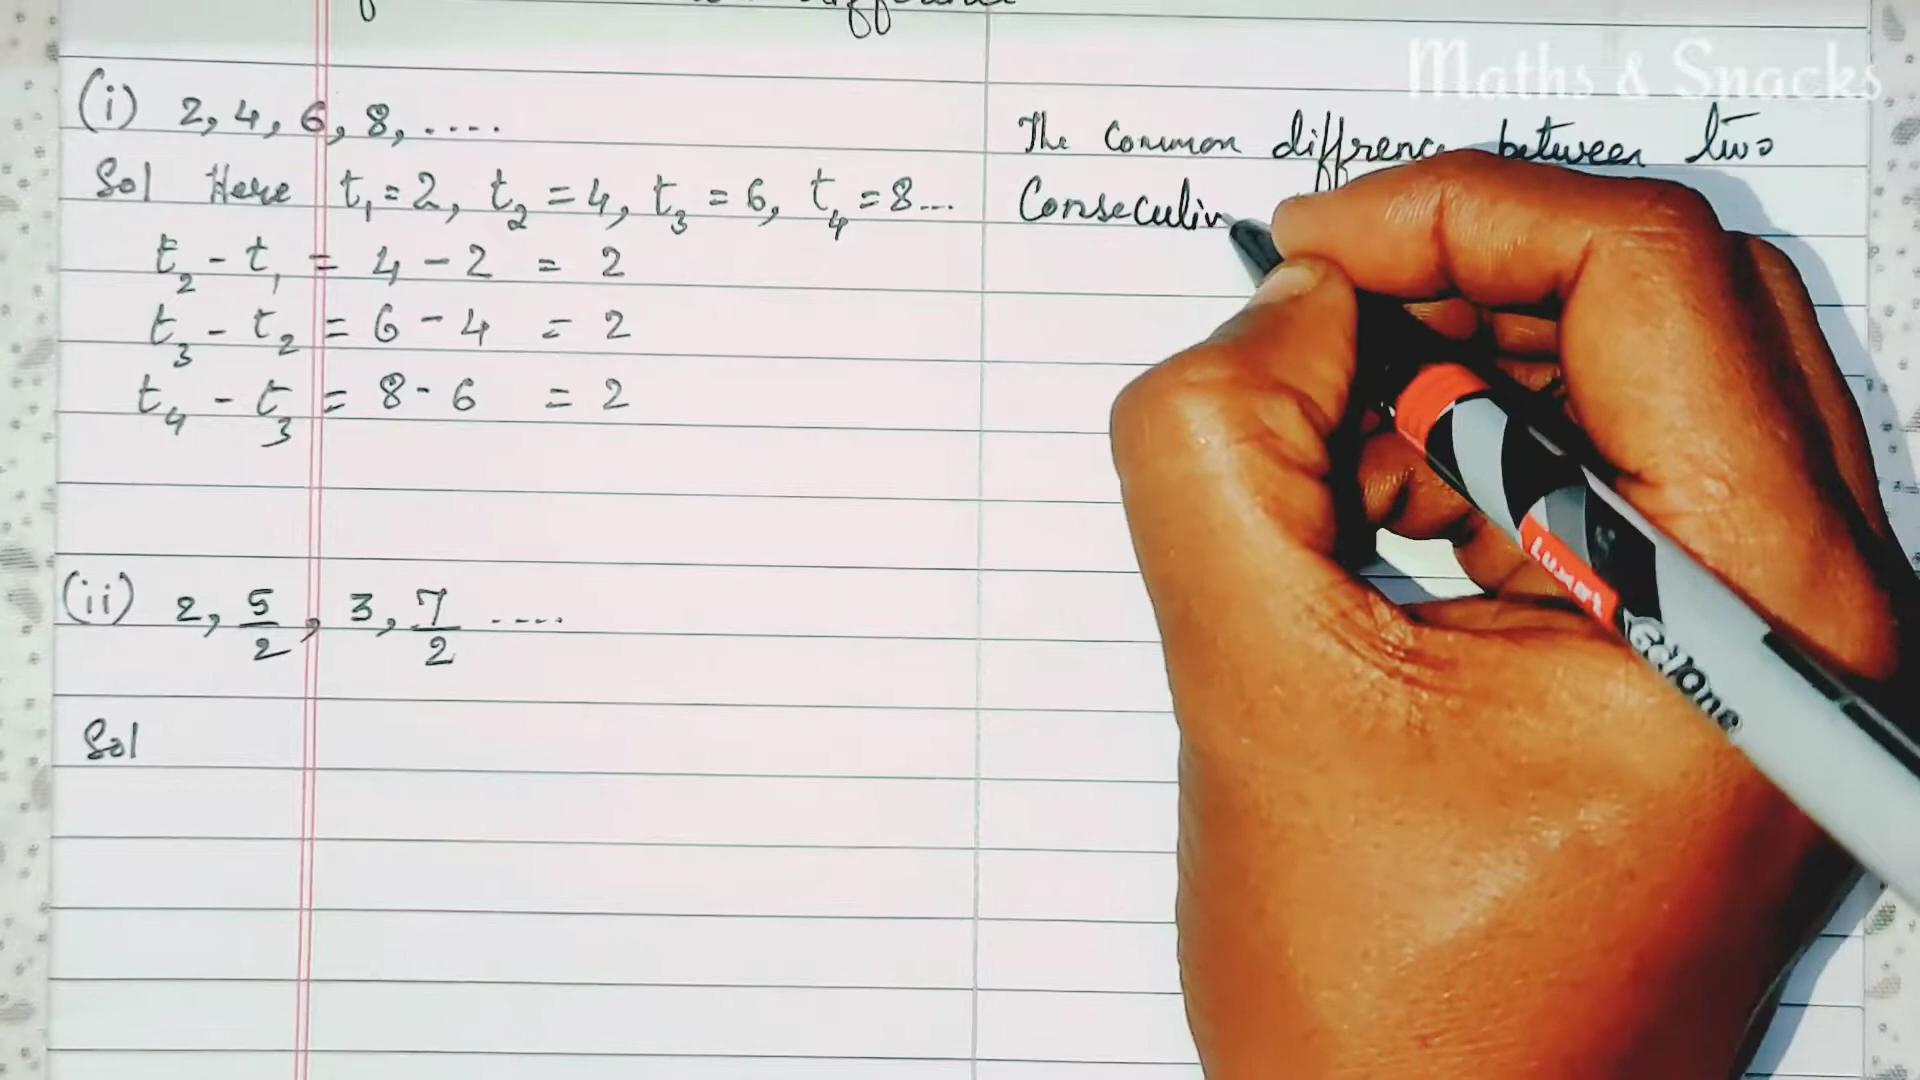 Maths & Snacks
(i) 2, 4, 6, 8, ....
Sol Here t₁ = 2, t₂ = 4, t₃ = 6, t₄ = 8...
t₂ - t₁ = 4 - 2 = 2
t₃ - t₂ = 6 - 4 = 2
t₄ - t₃ = 8 - 6 = 2
(ii) 2, 5/2, 3, 7/2 ....
Sol
The Common difference between two
Consecutiv
LUXOR
GelOne